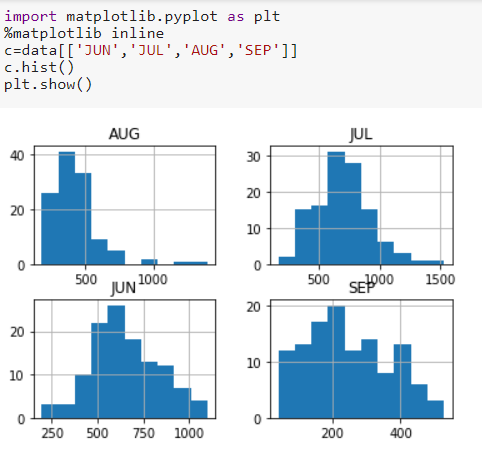 import matplotlib.pyplot as plt
%matplotlib inline
c=data[['JUN','JUL','AUG','SEP']]
c.hist()
plt.show()
AUG
40
20
0
500
1000
JUL
30
20
10
0
500
1000
1500
JUN
20
10
0
250
500
750
1000
SEP
20
10
0
200
400